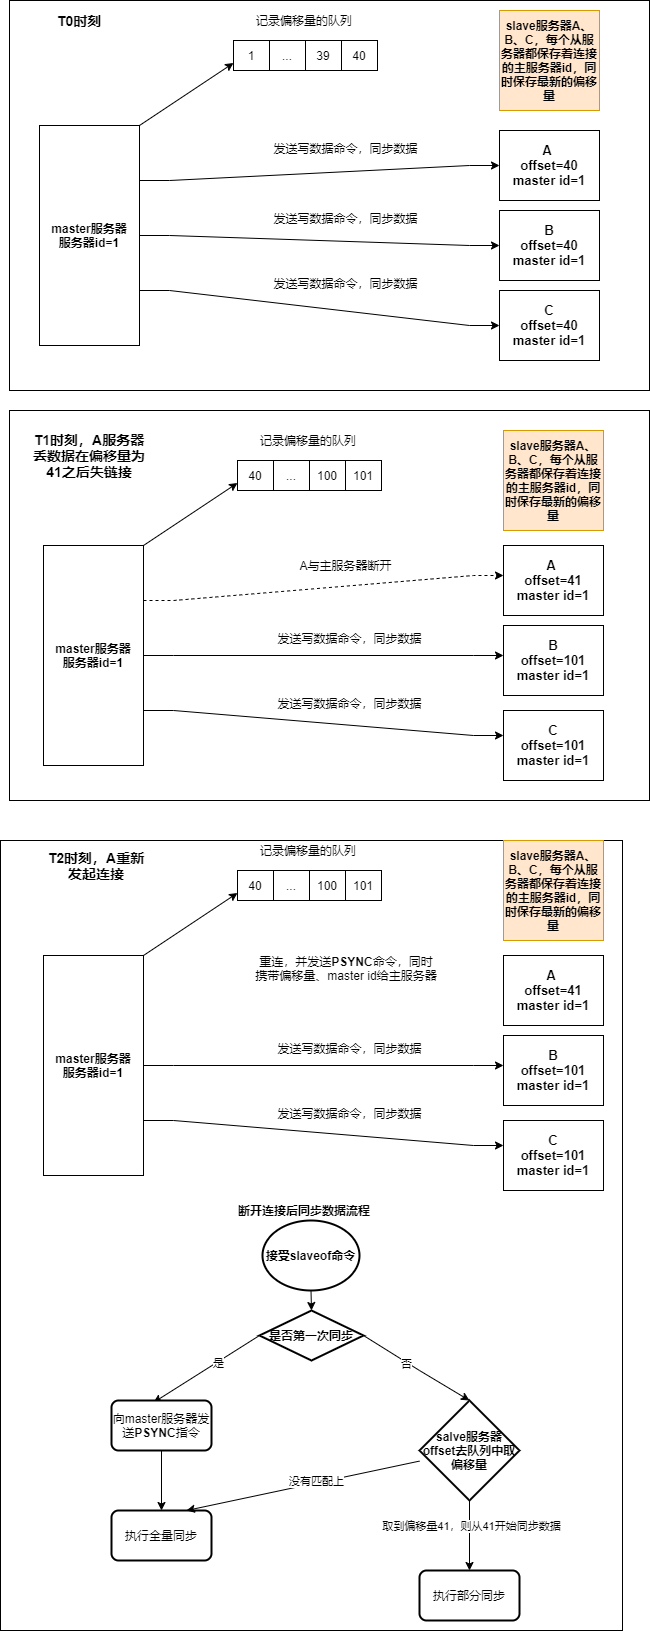 T0时刻
记录偏移量的队列
1 ... 39 40
slave服务器A、
B、C，每个从服
务器都保存着连接
的主服务器id，同
时保存最新的偏移
量
master服务器
服务器id=1
发送写数据命令，同步数据
A
offset=40
master id=1
发送写数据命令，同步数据
B
offset=40
master id=1
发送写数据命令，同步数据
C
offset=40
master id=1
T1时刻，A服务器
丢数据在偏移量为
41之后失链接
记录偏移量的队列
40 ... 100 101
slave服务器A、
B、C，每个从服
务器都保存着连接
的主服务器id，同
时保存最新的偏移
量
master服务器
服务器id=1
A与主服务器断开
A
offset=41
master id=1
发送写数据命令，同步数据
B
offset=101
master id=1
发送写数据命令，同步数据
C
offset=101
master id=1
T2时刻，A重新
发起连接
记录偏移量的队列
40 ... 100 101
slave服务器A、
B、C，每个从服
务器都保存着连接
的主服务器id，同
时保存最新的偏移
量
master服务器
服务器id=1
重连，并发送PSYNC命令，同时
携带偏移量、master id给主服务器
A
offset=41
master id=1
发送写数据命令，同步数据
B
offset=101
master id=1
发送写数据命令，同步数据
C
offset=101
master id=1
断开连接后同步数据流程
接受slaveof命令
是否第一次同步
是
否
向master服务器发
送PSYNC指令
salve服务器
offset去队列中取
偏移量
没有匹配上
执行全量同步
取到偏移量41，则从41开始同步数据
执行部分同步